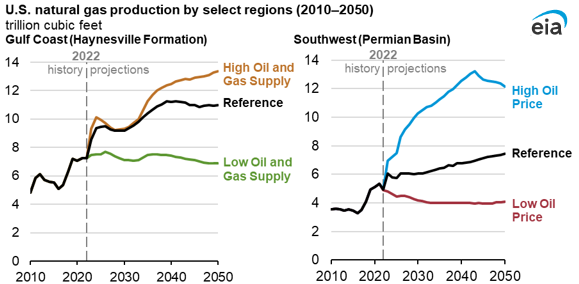 U.S. natural gas production by select regions (2010–2050)
trillion cubic feet
eia
Gulf Coast (Haynesville Formation)
2022
history projections
14
12
10
8
6
4
2
0
2010 2020 2030 2040 2050
High Oil and
Gas Supply
Reference
Low Oil and
Gas Supply
Southwest (Permian Basin)
2022
history projections
14
12
10
8
6
4
2
0
2010 2020 2030 2040 2050
High Oil
Price
Reference
Low Oil
Price